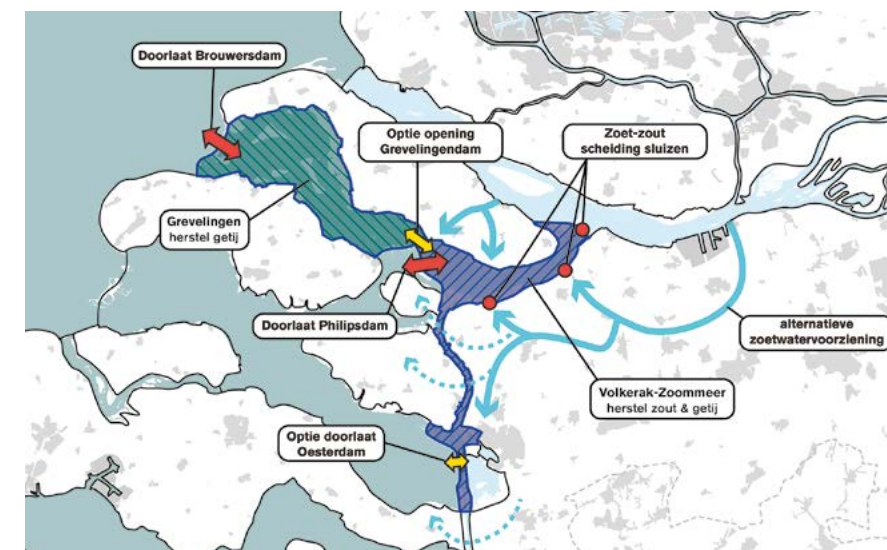 Doorlaat Brouwersdam
Optie opening
Grevelingendam
Zoet-zout
scheiding sluizen
Grevelingen
herstel getij
Doorlaat Philipsdam
alternatieve
zoetwatervoorziening
Volkerak-Zoommeer
herstel zout & getij
Optie doorlaat
Oesterdam